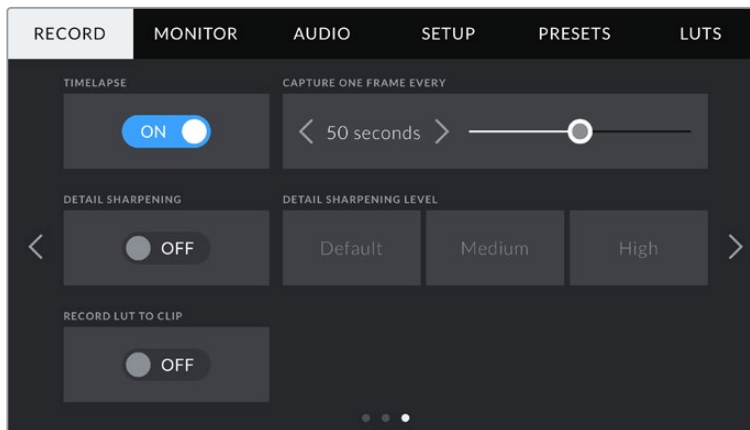 RECORD MONITOR AUDIO SETUP PRESETS LUTS
TIMELAPSE CAPTURE ONE FRAME EVERY
ON 50 seconds
DETAIL SHARPENING DETAIL SHARPENING LEVEL
OFF Default Medium High
RECORD LUT TO CLIP
OFF